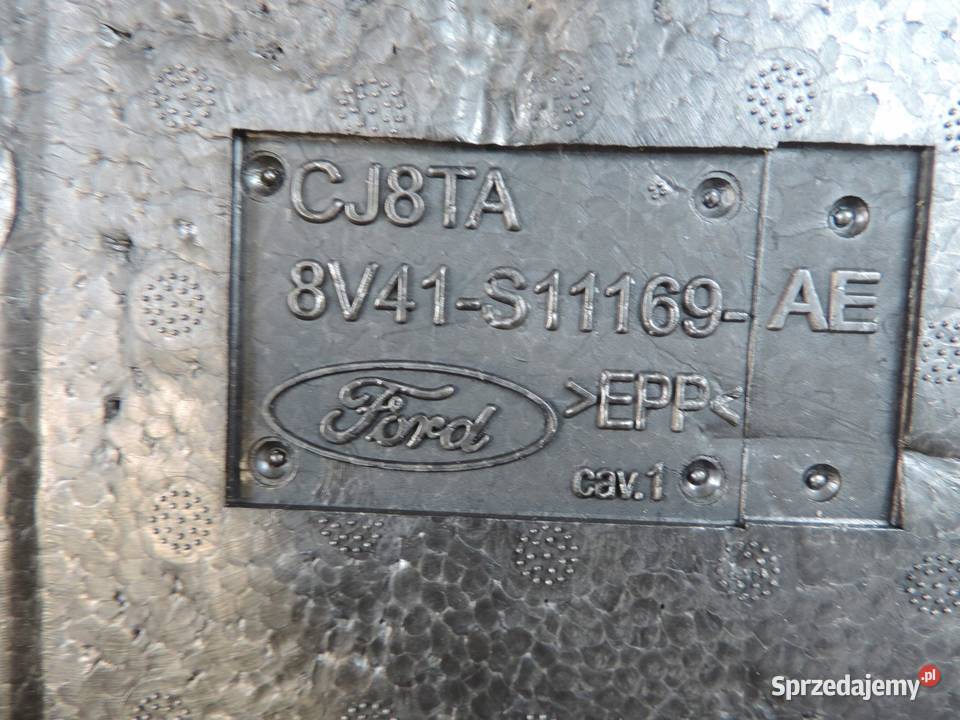 CJ8TA
8V41-S11169-AE
Ford
>EPP<
cav.1
Sprzedajemy.pl